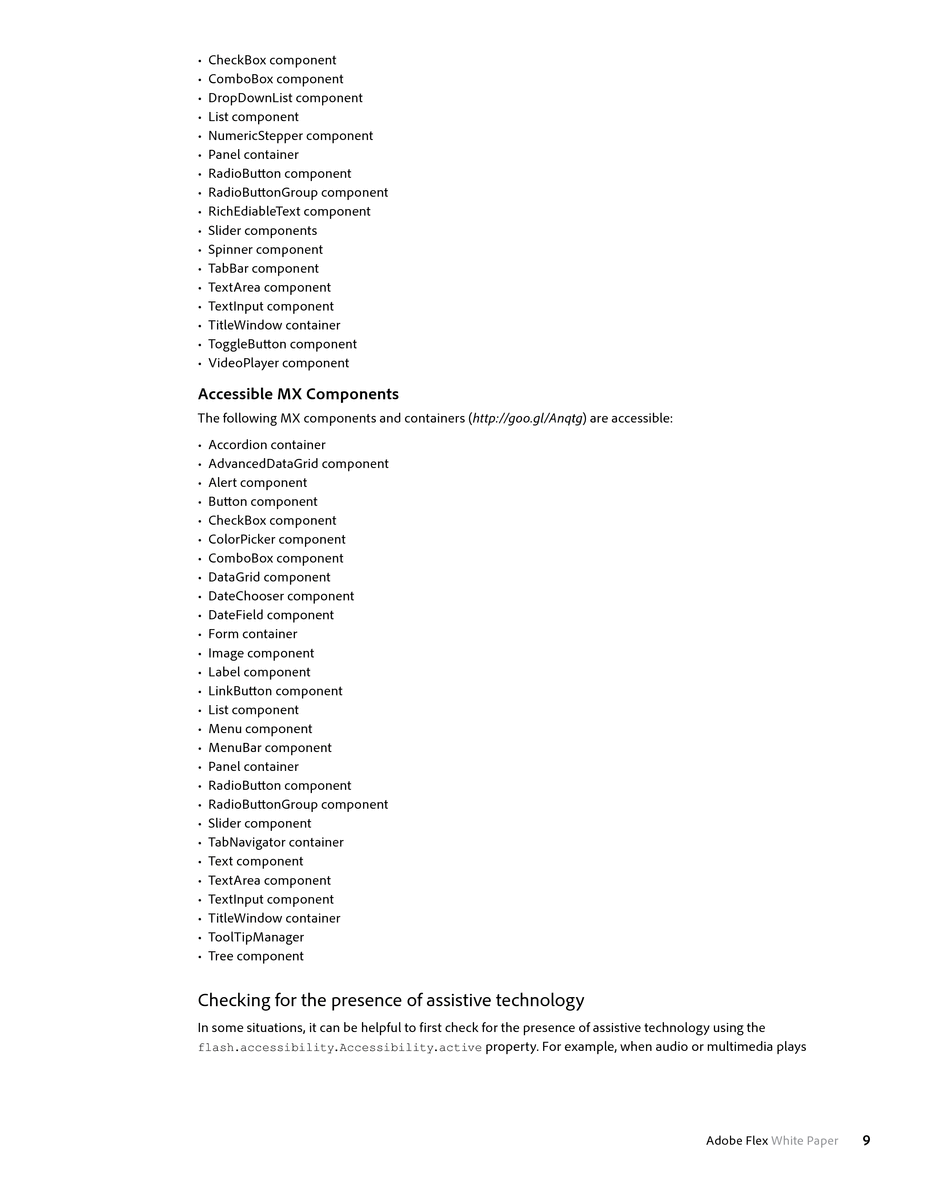 • CheckBox component
• ComboBox component
• DropDownList component
• List component
• NumericStepper component
• Panel container
• RadioButton component
• RadioButtonGroup component
• RichEdiableText component
• Slider components
• Spinner component
• TabBar component
• TextArea component
• TextInput component
• TitleWindow container
• ToggleButton component
• VideoPlayer component
Accessible MX Components
The following MX components and containers (http://goo.gl/Anqtg) are accessible:
• Accordion container
• AdvancedDataGrid component
• Alert component
• Button component
• CheckBox component
• ColorPicker component
• ComboBox component
• DataGrid component
• DateChooser component
• DateField component
• Form container
• Image component
• Label component
• LinkButton component
• List component
• Menu component
• MenuBar component
• Panel container
• RadioButton component
• RadioButtonGroup component
• Slider component
• TabNavigator container
• Text component
• TextArea component
• TextInput component
• TitleWindow container
• ToolTipManager
• Tree component
Checking for the presence of assistive technology
In some situations, it can be helpful to first check for the presence of assistive technology using the
flash.accessibility.Accessibility.active property. For example, when audio or multimedia plays
Adobe Flex White Paper 9